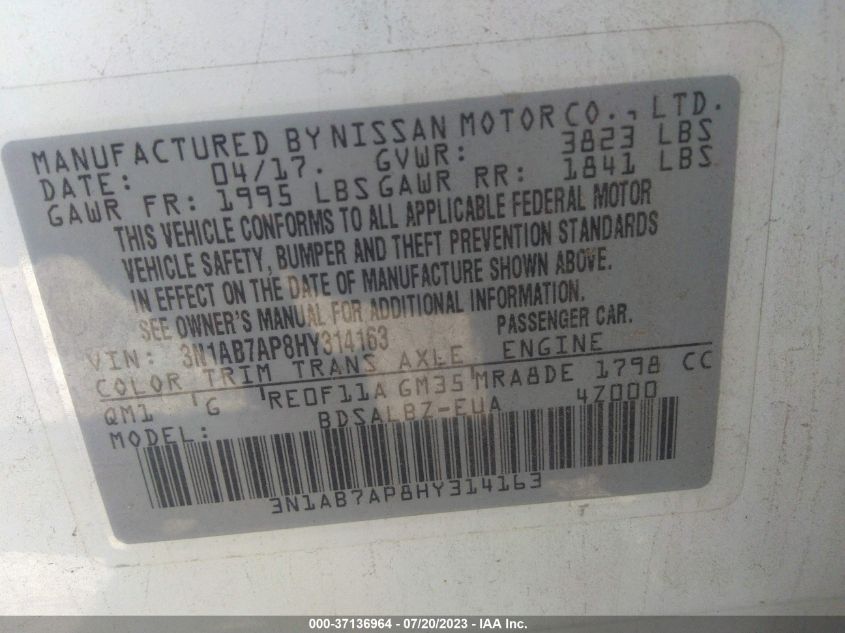 MANUFACTURED BY NISSAN MOTOR CO., LTD.
DATE: 04/17. GVWR: 3823 LBS
GAWR FR: 1995 LBS GAWR RR: 1841 LBS
THIS VEHICLE CONFORMS TO ALL APPLICABLE FEDERAL MOTOR
VEHICLE SAFETY, BUMPER AND THEFT PREVENTION STANDARDS
IN EFFECT ON THE DATE OF MANUFACTURE SHOWN ABOVE.
SEE OWNER'S MANUAL FOR ADDITIONAL INFORMATION.
VIN: 3N1AB7AP8HY314163 PASSENGER CAR.
COLOR TRIM TRANS AXLE ENGINE
QM1 G RE0F11A GM35 MRA8DE 1798 CC
MODEL: BDSALBZ-EUA 4Z000
3N1AB7AP8HY314163
000-37136964 - 07/20/2023 - IAA Inc.